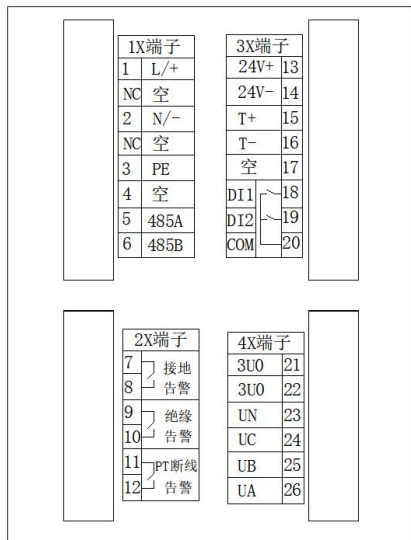 1X端子
1 L/+
NC 空
2 N/-
NC 空
3 PE
4 空
5 485A
6 485B
3X端子
24V+ 13
24V- 14
T+ 15
T- 16
空 17
DI1 18
DI2 19
COM 20
2X端子
7 接地
8 告警
9 绝缘
10 告警
11 PT断线
12 告警
4X端子
3U0 21
3U0 22
UN 23
UC 24
UB 25
UA 26